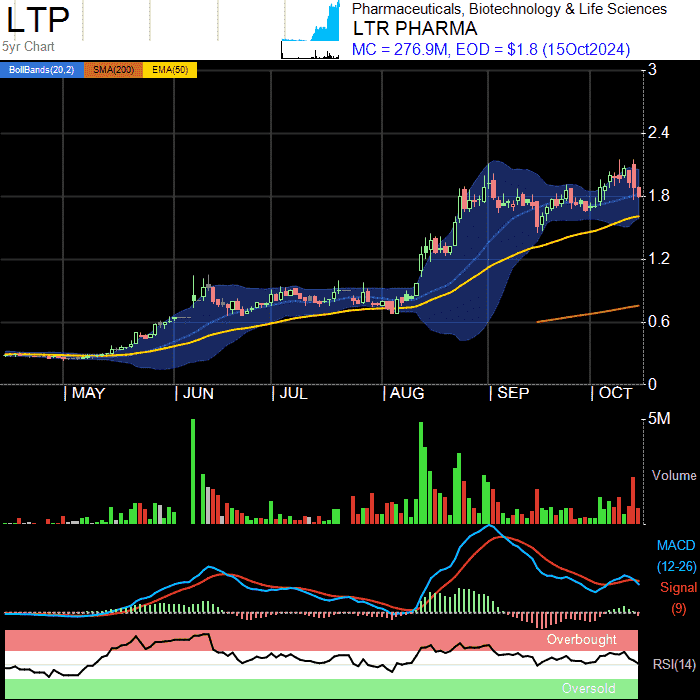 LTP
5yr Chart
Pharmaceuticals, Biotechnology & Life Sciences
LTR PHARMA
MC = 276.9M, EOD = $1.8 (15Oct2024)
BollBands(20,2) SMA(200) EMA(50)
3
2.4
1.8
1.2
0.6
0
| MAY | JUN | JUL | AUG | SEP | OCT
5M
Volume
MACD
(12-26)
Signal
(9)
Overbought
RSI(14)
Oversold